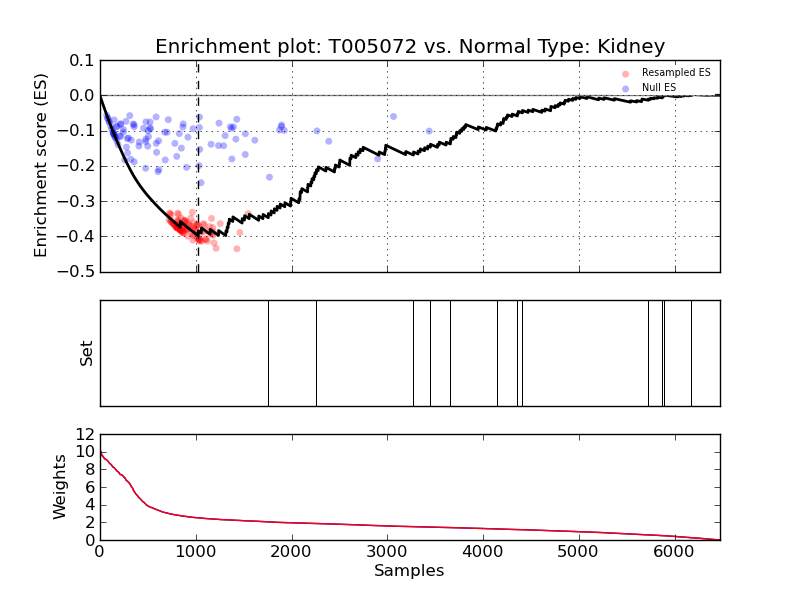 Enrichment plot: T005072 vs. Normal Type: Kidney
Enrichment score (ES)
0.1
0.0
−0.1
−0.2
−0.3
−0.4
−0.5
Resampled ES
Null ES
Set
Weights
12
10
8
6
4
2
0
0 1000 2000 3000 4000 5000 6000
Samples